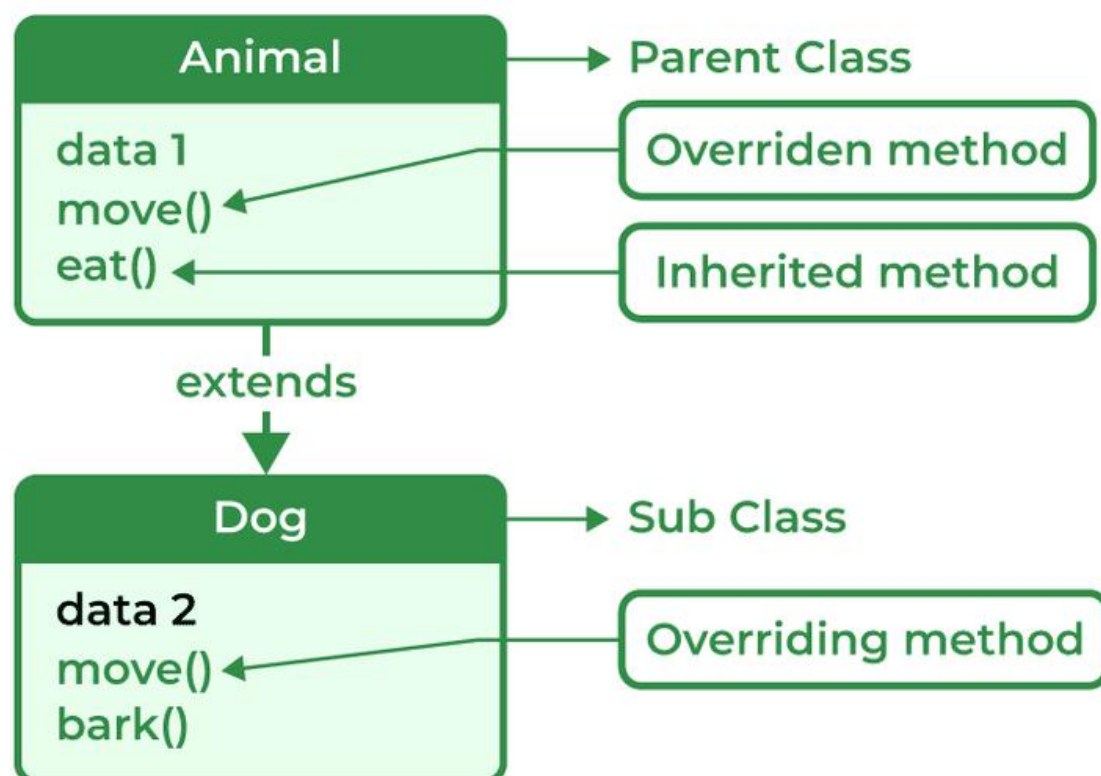 Animal
Parent Class
data 1
Overriden method
move()
eat()
Inherited method
extends
Dog
Sub Class
data 2
move()
Overriding method
bark()